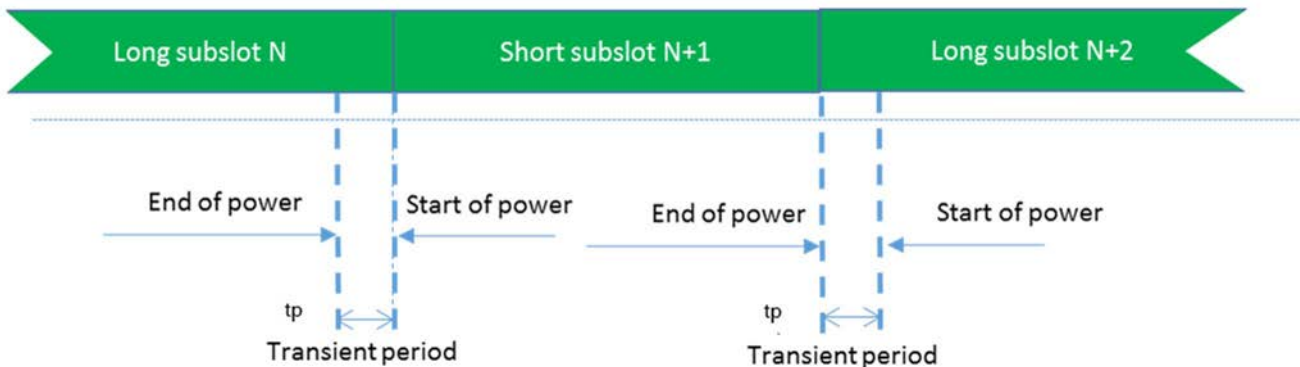 Long subslot N
Short subslot N+1
Long subslot N+2
End of power
Start of power
End of power
Start of power
tp
tp
Transient period
Transient period